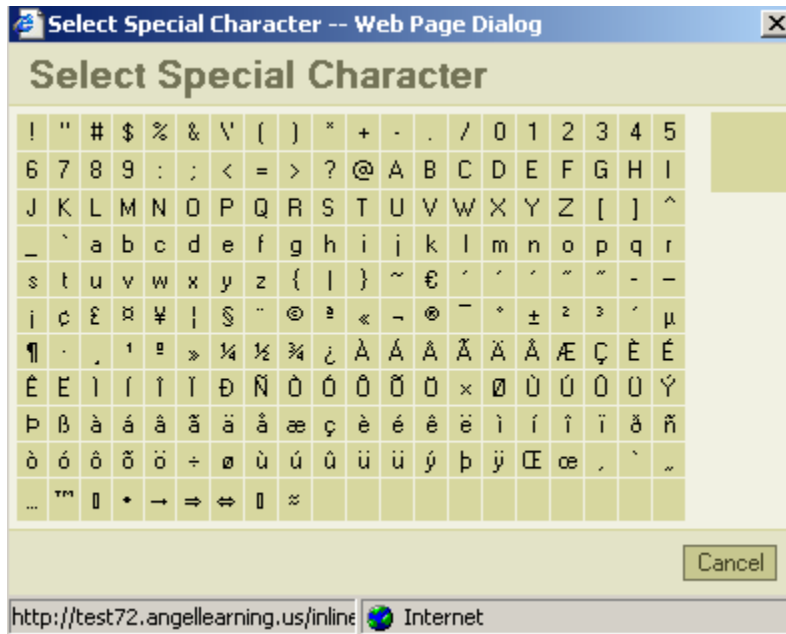 Select Special Character -- Web Page Dialog
Select Special Character
! " # $ % & \' ( ) * + - . / 0 1 2 3 4 5
6 7 8 9 : ; < = > ? @ A B C D E F G H I
J K L M N O P Q R S T U V W X Y Z [ ] ^
_ ` a b c d e f g h i j k l m n o p q r
s t u v w x y z { | } ~ € ‘ ’ ’ “ ” – —
¡ ¢ £ ¤ ¥ ¦ § ¨ © ª « ¬ ® ¯ ° ± ² ³ ´ µ
¶ · ¸ ¹ º » ¼ ½ ¾ ¿ À Á Â Ã Ä Å Æ Ç È É
Ê Ë Ì Í Î Ï Ð Ñ Ò Ó Ô Õ Ö × Ø Ù Ú Û Ü Ý
Þ ß à á â ã ä å æ ç è é ê ë ì í î ï ð ñ
ò ó ô õ ö ÷ ø ù ú û ü ü ý þ ÿ Œ œ ‚ ‛ „
… ™ • → ⇒ ⇔ ≈
Cancel
http://test72.angellearning.us/inline Internet